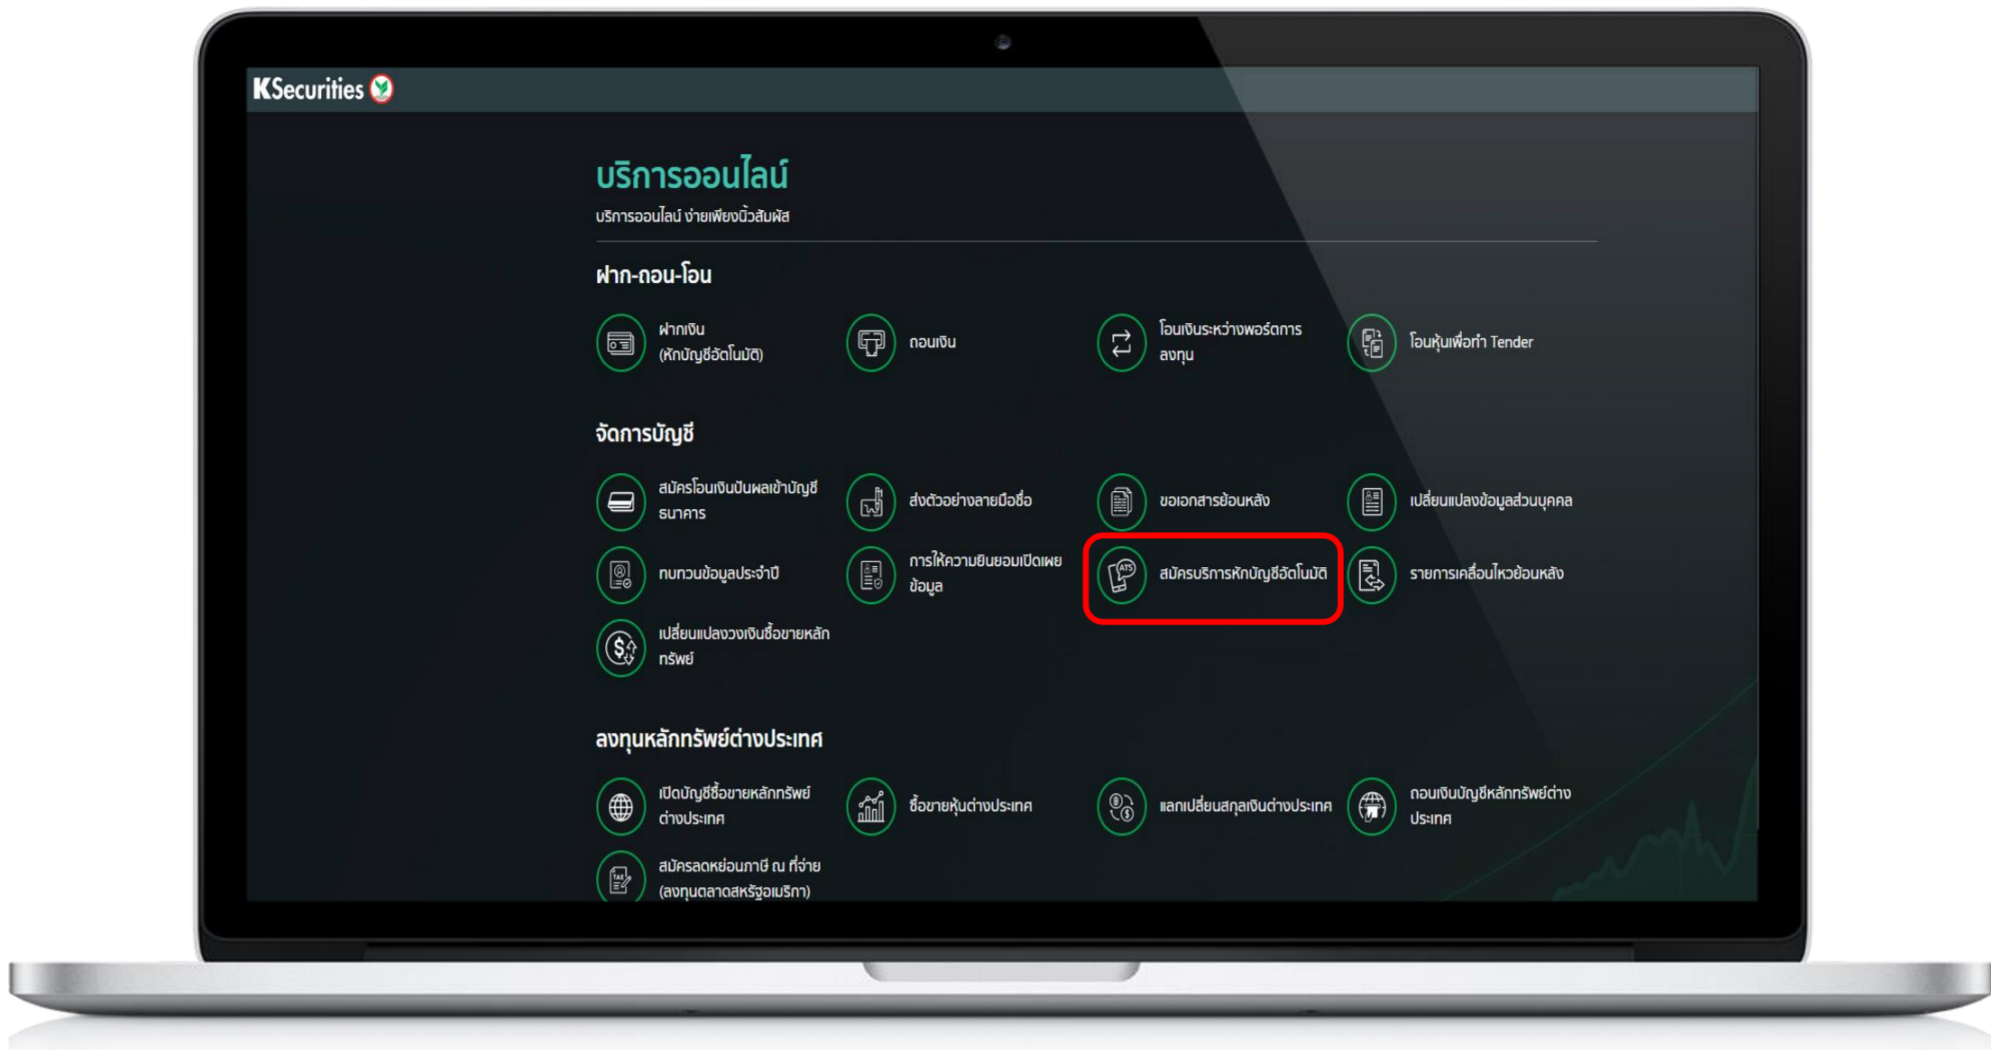 KSecurities
บริการออนไลน์
บริการออนไลน์ ง่ายเพียงนิ้วสัมผัส
ฝาก-ถอน-โอน
ฝากเงิน
(หักบัญชีอัตโนมัติ)
ถอนเงิน
โอนเงินระหว่างพอร์ตการ
ลงทุน
โอนหุ้นเพื่อทำ Tender
จัดการบัญชี
สมัครโอนเงินปันผลเข้าบัญชี
ธนาคาร
ส่งตัวอย่างลายมือชื่อ
ขอเอกสารย้อนหลัง
เปลี่ยนแปลงข้อมูลส่วนบุคคล
ทบทวนข้อมูลประจำปี
การให้ความยินยอมเปิดเผย
ข้อมูล
ATS
สมัครบริการหักบัญชีอัตโนมัติ
รายการเคลื่อนไหวย้อนหลัง
เปลี่ยนแปลงวงเงินซื้อขายหลัก
ทรัพย์
ลงทุนหลักทรัพย์ต่างประเทศ
เปิดบัญชีซื้อขายหลักทรัพย์
ต่างประเทศ
ซื้อขายหุ้นต่างประเทศ
แลกเปลี่ยนสกุลเงินต่างประเทศ
ถอนเงินบัญชีหลักทรัพย์ต่าง
ประเทศ
TAX
สมัครลดหย่อนภาษี ณ ที่จ่าย
(ลงทุนตลาดสหรัฐอเมริกา)